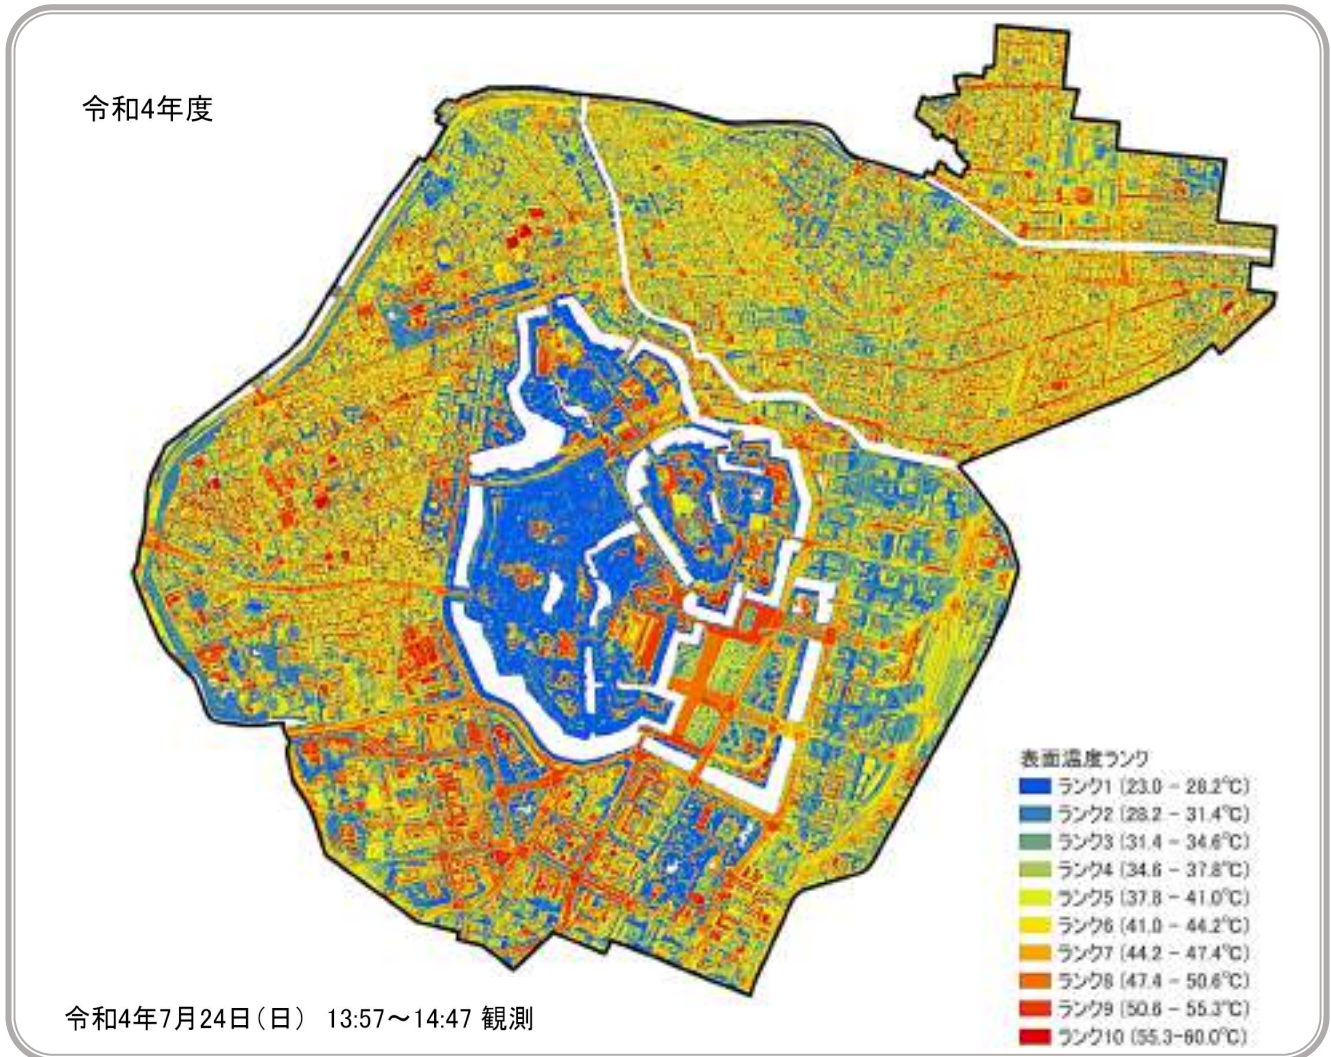 令和4年度
表面温度ランク
ランク1 (23.0 - 28.2℃)
ランク2 (28.2 - 31.4℃)
ランク3 (31.4 - 34.6℃)
ランク4 (34.6 - 37.8℃)
ランク5 (37.8 - 41.0℃)
ランク6 (41.0 - 44.2℃)
ランク7 (44.2 - 47.4℃)
ランク8 (47.4 - 50.6℃)
ランク9 (50.6 - 55.3℃)
ランク10 (55.3-60.0℃)
令和4年7月24日(日) 13:57～14:47 観測